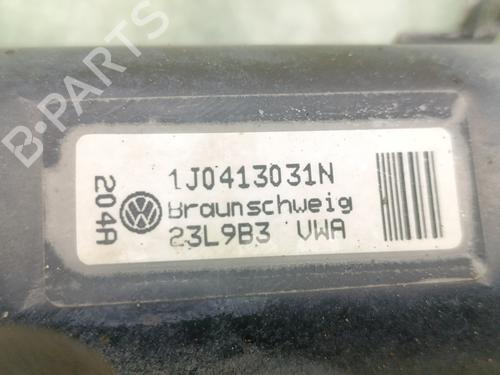 B-PARTS
204A
1J0413031N
Braunschweig
23L9B3 VWA